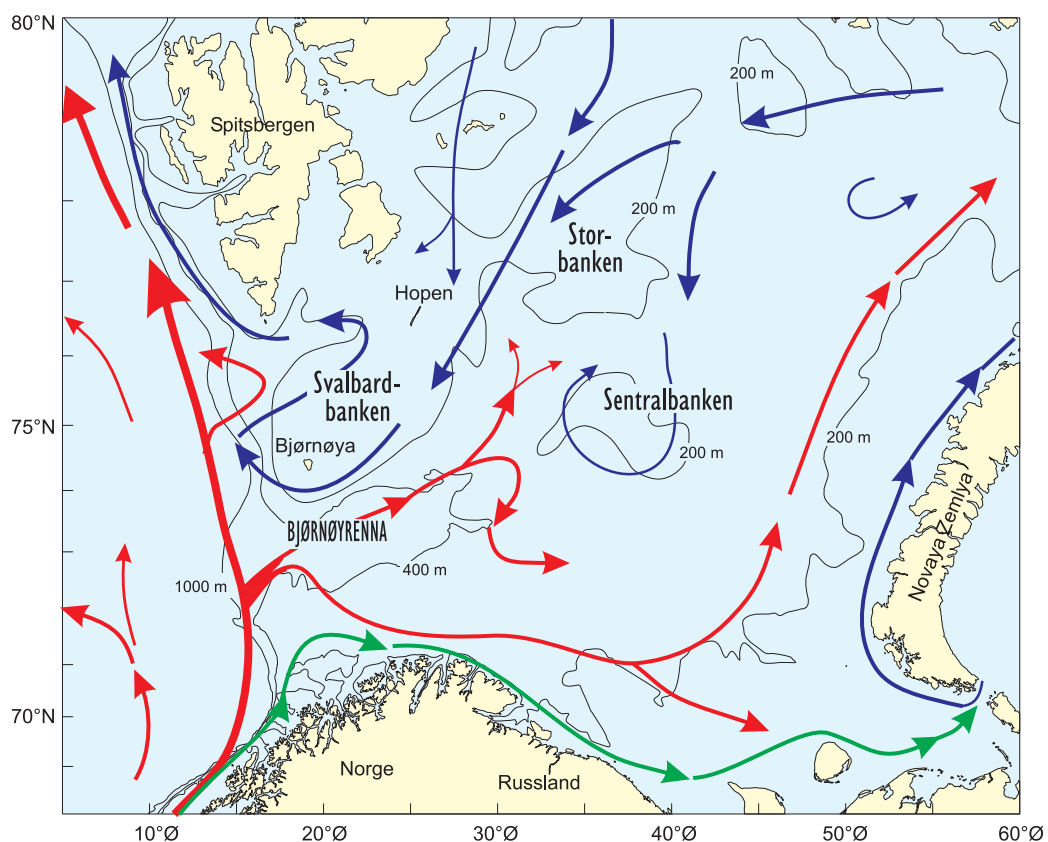 80°N
200 m
Spitsbergen
200 m
Stor-
banken
Hopen
Svalbard-
banken
Sentralbanken
75°N
Bjørnøya
200 m
200 m
BJØRNØYRENNA
Novaya Zemlya
400 m
1000 m
70°N
Norge
Russland
10°Ø
20°Ø
30°Ø
40°Ø
50°Ø
60°Ø